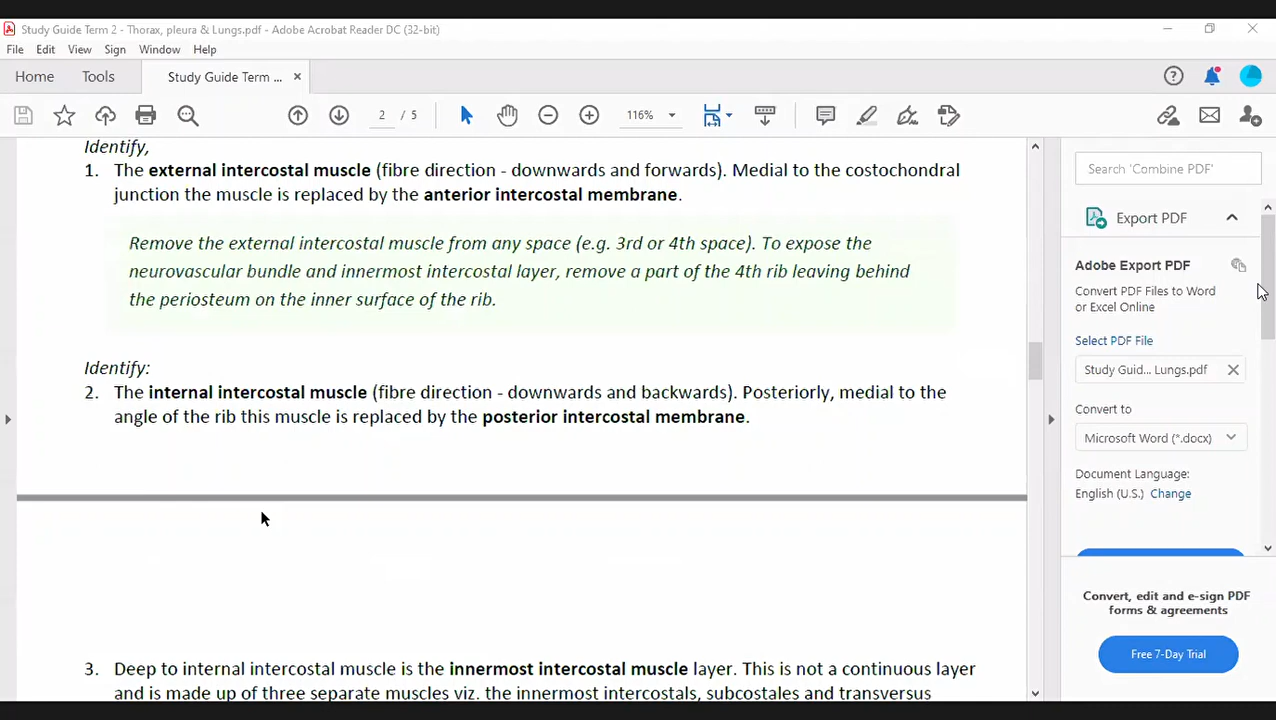 Study Guide Term 2 - Thorax, pleura & Lungs.pdf - Adobe Acrobat Reader DC (32-bit)
File Edit View Sign Window Help
Home Tools Study Guide Term ... ×
2 / 5 116%
Identify,
1. The external intercostal muscle (fibre direction - downwards and forwards). Medial to the costochondral
junction the muscle is replaced by the anterior intercostal membrane.
Remove the external intercostal muscle from any space (e.g. 3rd or 4th space). To expose the
neurovascular bundle and innermost intercostal layer, remove a part of the 4th rib leaving behind
the periosteum on the inner surface of the rib.
Identify:
2. The internal intercostal muscle (fibre direction - downwards and backwards). Posteriorly, medial to the
angle of the rib this muscle is replaced by the posterior intercostal membrane.
3. Deep to internal intercostal muscle is the innermost intercostal muscle layer. This is not a continuous layer
and is made up of three separate muscles viz. the innermost intercostals, subcostales and transversus
Search 'Combine PDF'
Export PDF
Adobe Export PDF
Convert PDF Files to Word
or Excel Online
Select PDF File
Study Guid... Lungs.pdf
Convert to
Microsoft Word (*.docx)
Document Language:
English (U.S.) Change
Convert, edit and e-sign PDF
forms & agreements
Free 7-Day Trial